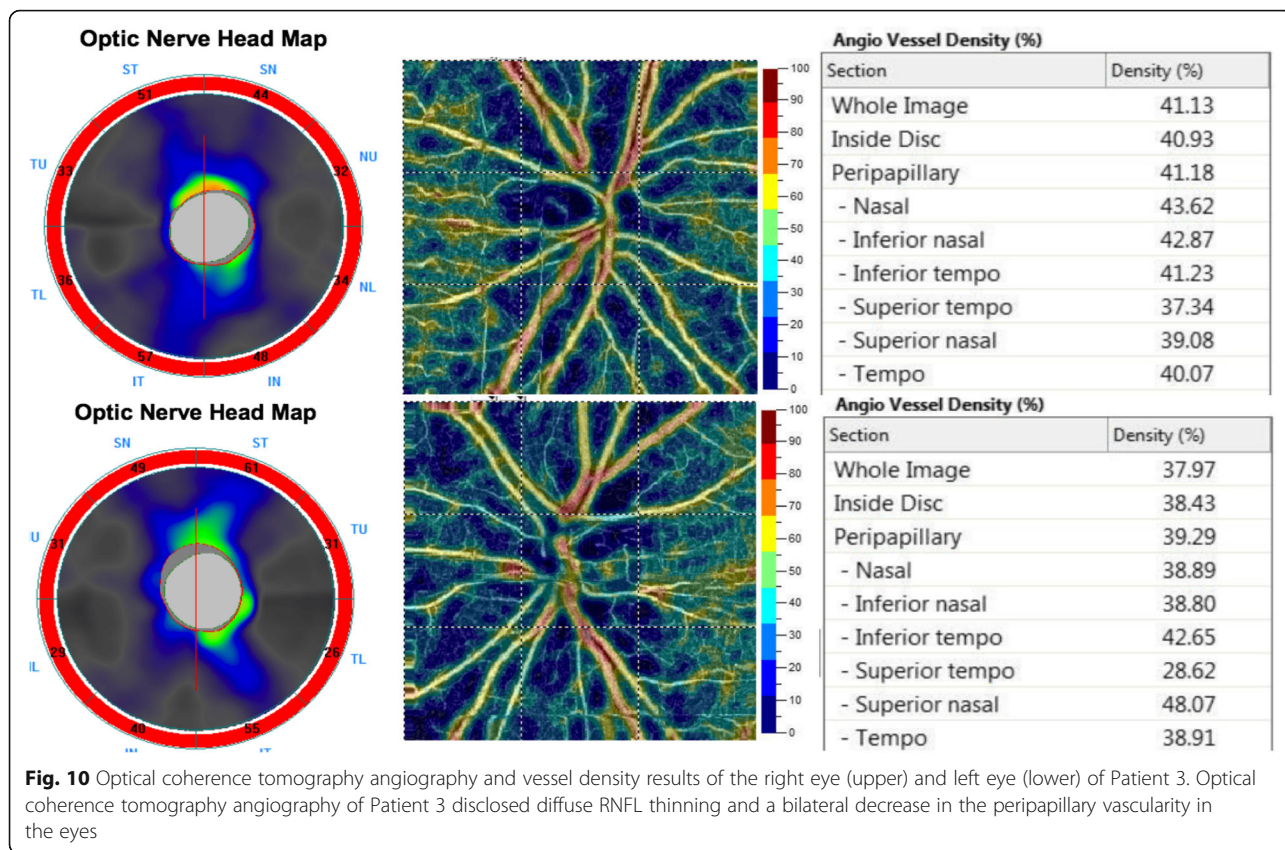 Optic Nerve Head Map
ST
SN
51
44
TU
NU
33
32
36
34
TL
NL
57
48
IT
IN
100
90
80
70
60
50
40
30
20
10
0
Angio Vessel Density (%)
Section Density (%)
Whole Image 41.13
Inside Disc 40.93
Peripapillary 41.18
- Nasal 43.62
- Inferior nasal 42.87
- Inferior tempo 41.23
- Superior tempo 37.34
- Superior nasal 39.08
- Tempo 40.07
Optic Nerve Head Map
SN
ST
49
61
IU
TU
31
31
29
26
IL
TL
40
55
IN
IT
100
90
80
70
60
50
40
30
20
10
0
Angio Vessel Density (%)
Section Density (%)
Whole Image 37.97
Inside Disc 38.43
Peripapillary 39.29
- Nasal 38.89
- Inferior nasal 38.80
- Inferior tempo 42.65
- Superior tempo 28.62
- Superior nasal 48.07
- Tempo 38.91
Fig. 10 Optical coherence tomography angiography and vessel density results of the right eye (upper) and left eye (lower) of Patient 3. Optical
coherence tomography angiography of Patient 3 disclosed diffuse RNFL thinning and a bilateral decrease in the peripapillary vascularity in
the eyes